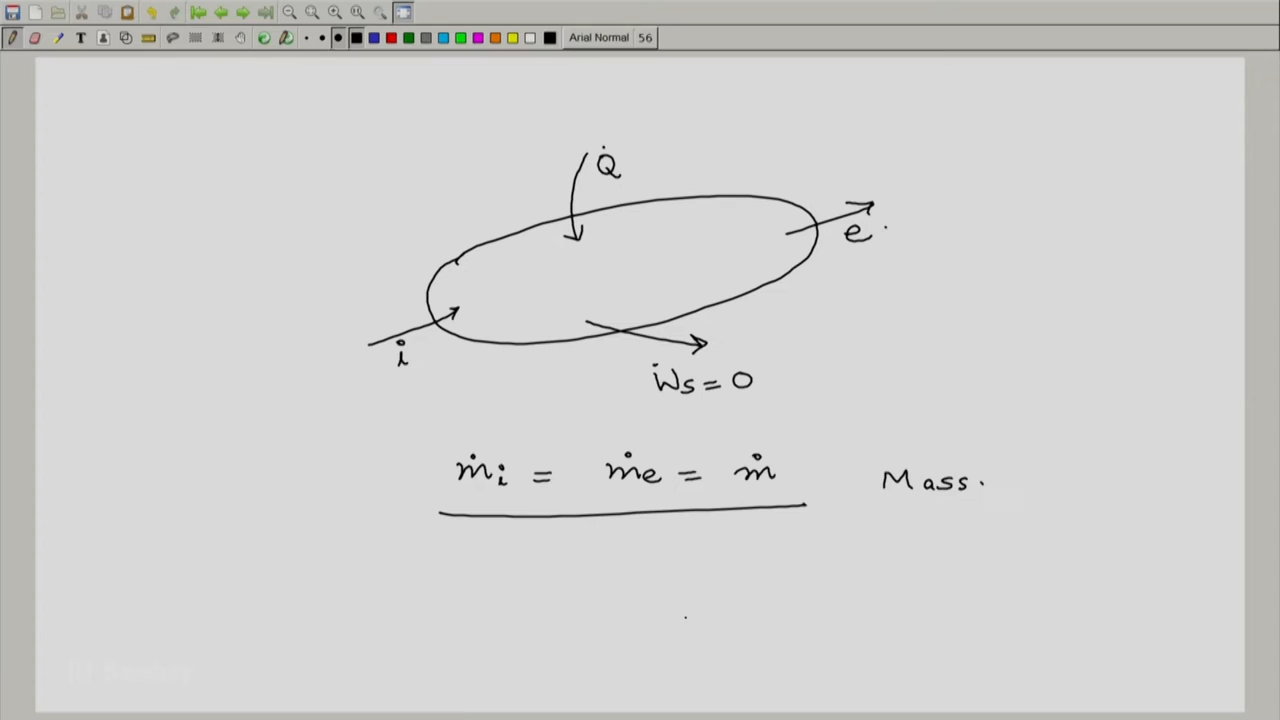 Arial Normal 56
Q̇
e.
i
Ẇs = 0
ṁi = ṁe = ṁ Mass.